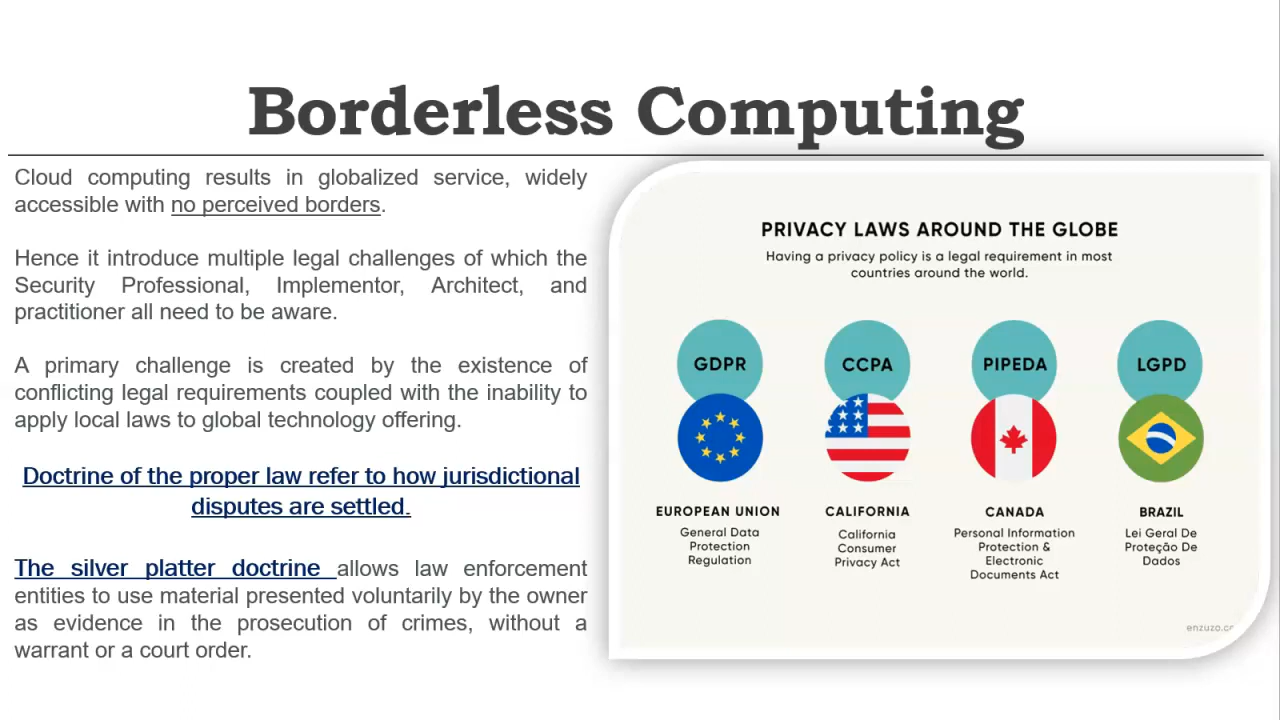 Borderless Computing
Cloud computing results in globalized service, widely
accessible with no perceived borders.
Hence it introduce multiple legal challenges of which the
Security Professional, Implementor, Architect, and
practitioner all need to be aware.
A primary challenge is created by the existence of
conflicting legal requirements coupled with the inability to
apply local laws to global technology offering.
Doctrine of the proper law refer to how jurisdictional
disputes are settled.
The silver platter doctrine allows law enforcement
entities to use material presented voluntarily by the owner
as evidence in the prosecution of crimes, without a
warrant or a court order.
PRIVACY LAWS AROUND THE GLOBE
Having a privacy policy is a legal requirement in most
countries around the world.
GDPR
EUROPEAN UNION
General Data
Protection
Regulation
CCPA
CALIFORNIA
California
Consumer
Privacy Act
PIPEDA
CANADA
Personal Information
Protection &
Electronic
Documents Act
LGPD
BRAZIL
Lei Geral De
Proteção De
Dados